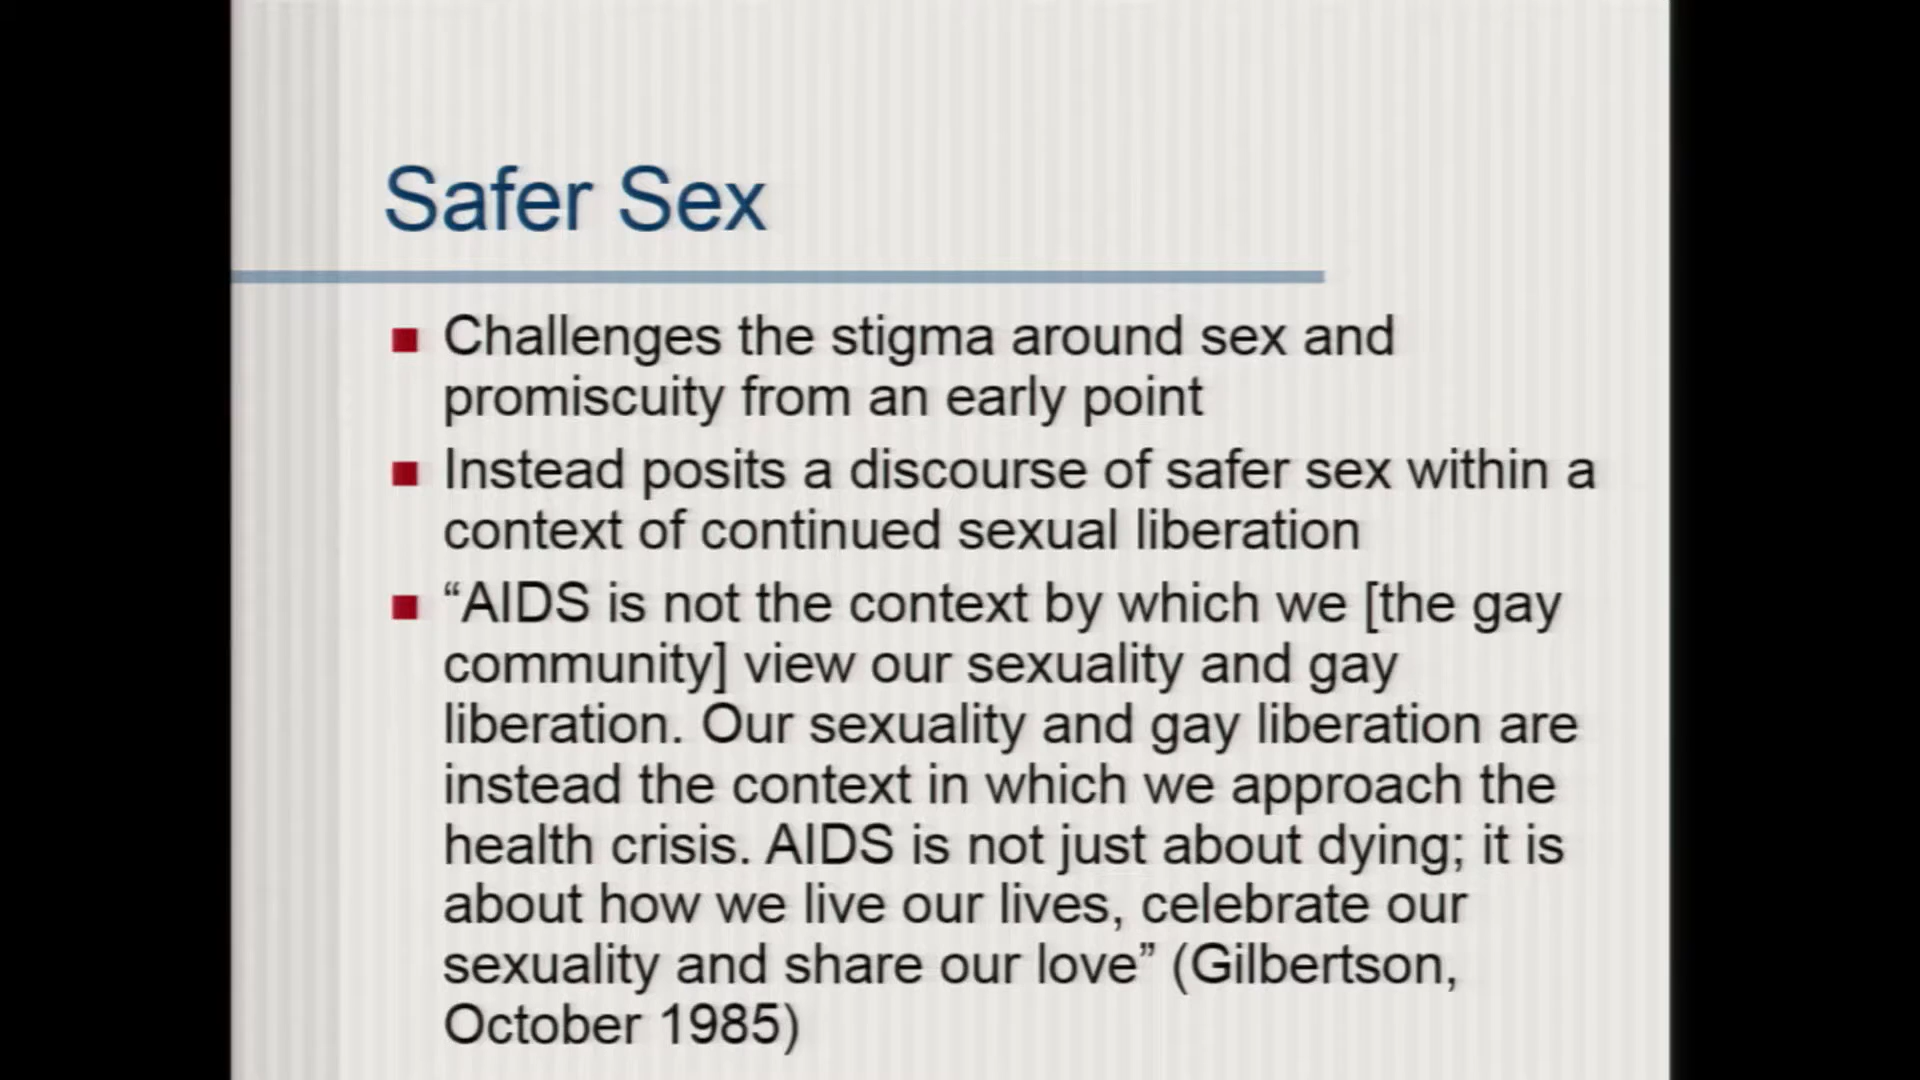 Safer Sex
Challenges the stigma around sex and
promiscuity from an early point
Instead posits a discourse of safer sex within a
context of continued sexual liberation
“AIDS is not the context by which we [the gay
community] view our sexuality and gay
liberation. Our sexuality and gay liberation are
instead the context in which we approach the
health crisis. AIDS is not just about dying; it is
about how we live our lives, celebrate our
sexuality and share our love” (Gilbertson,
October 1985)